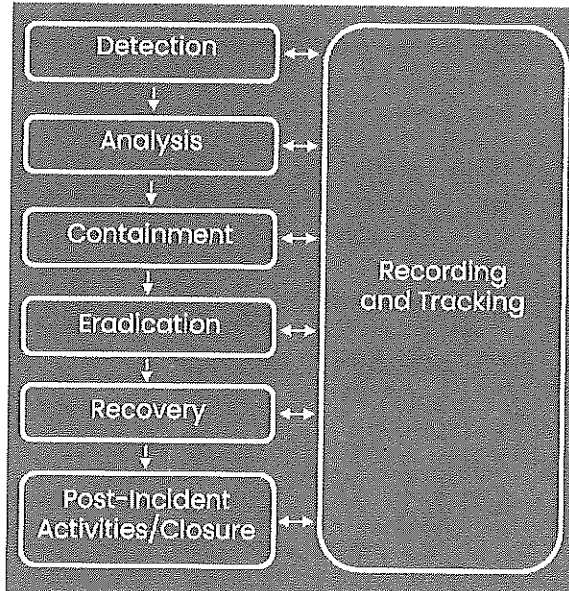 Detection
Analysis
Containment
Eradication
Recovery
Post-Incident
Activities/Closure
Recording
and Tracking